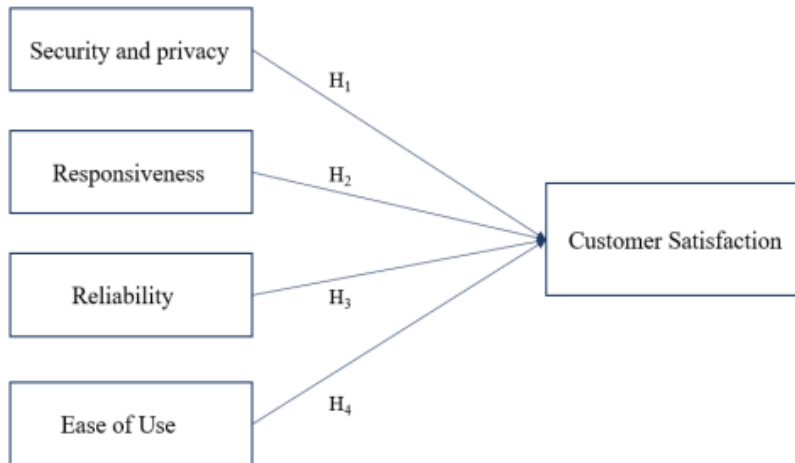 Security and privacy
H₁
Responsiveness
H₂
Customer Satisfaction
Reliability
H₃
Ease of Use
H₄